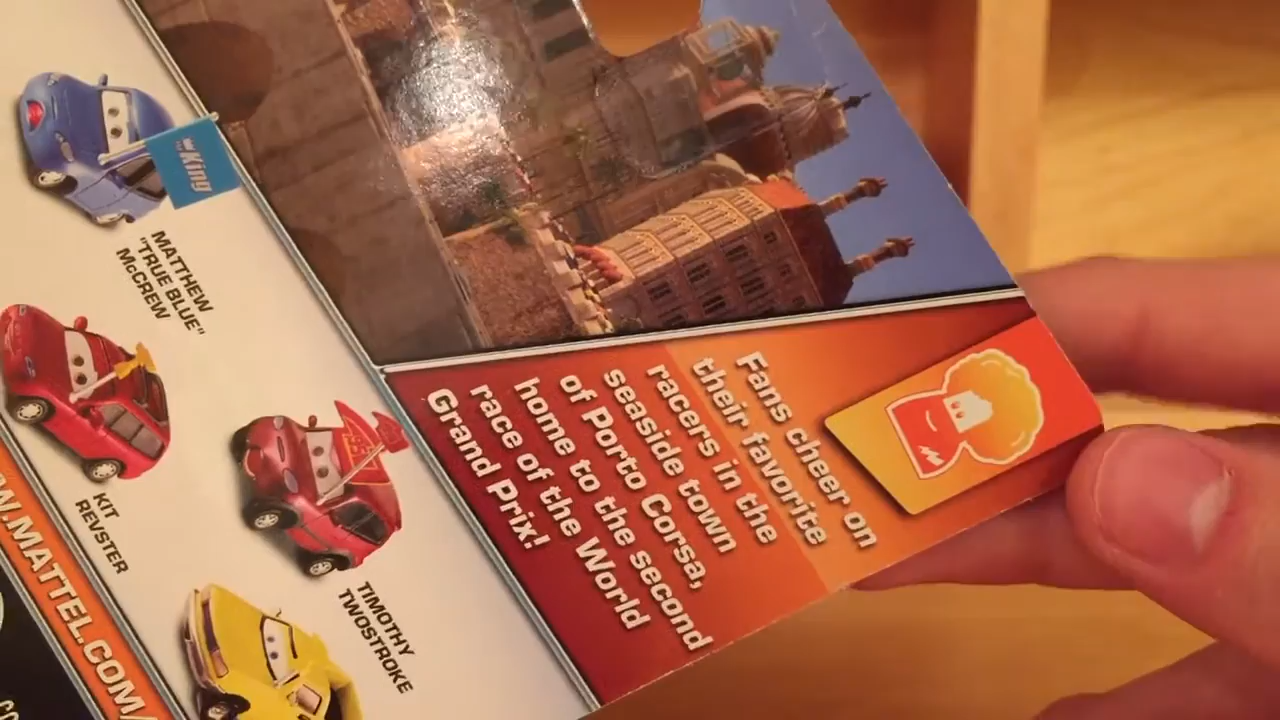 Fans cheer on
their favorite
racers in the
seaside town
of Porto Corsa,
home to the second
race of the World
Grand Prix!
King
MATTHEW
"TRUE BLUE"
McCREW
KIT
REVSTER
TIMOTHY
TWOSTROKE
W.MATTEL.COM/